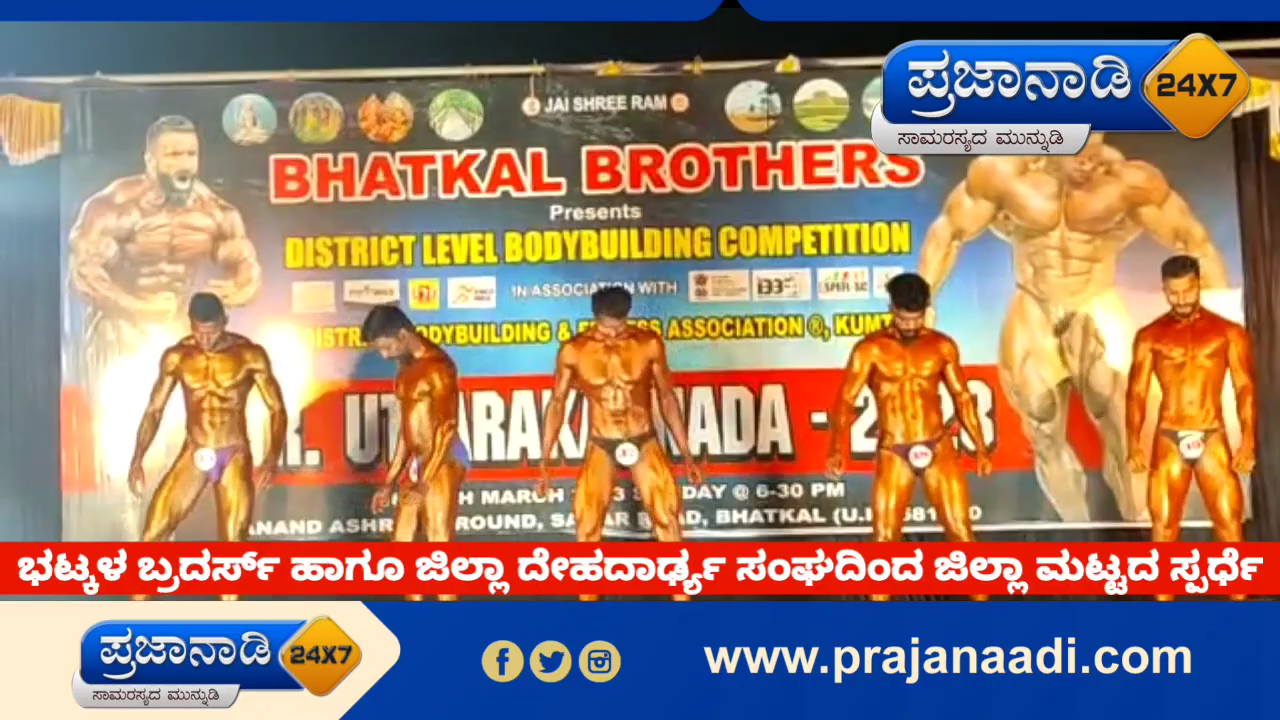 ಪ್ರಜಾನಾಡಿ 24X7
ಸಾಮರಸ್ಯದ ಮುನ್ನುಡಿ
JAI SHREE RAM
BHATKAL BROTHERS
Presents
DISTRICT LEVEL BODYBUILDING COMPETITION
IN ASSOCIATION WITH
BODYBUILDING & ASSOCIATION ®, KUMT
MARCH @ 6-30 PM
ANAND BHATKAL
ಭಟ್ಕಳ ಬ್ರದರ್ಸ್ ಹಾಗೂ ಜಿಲ್ಲಾ ದೇಹದಾರ್ಢ್ಯ ಸಂಘದಿಂದ ಜಿಲ್ಲಾ ಮಟ್ಟದ ಸ್ಪರ್ಧೆ
ಪ್ರಜಾನಾಡಿ 24X7
ಸಾಮರಸ್ಯದ ಮುನ್ನುಡಿ
www.prajanaadi.com